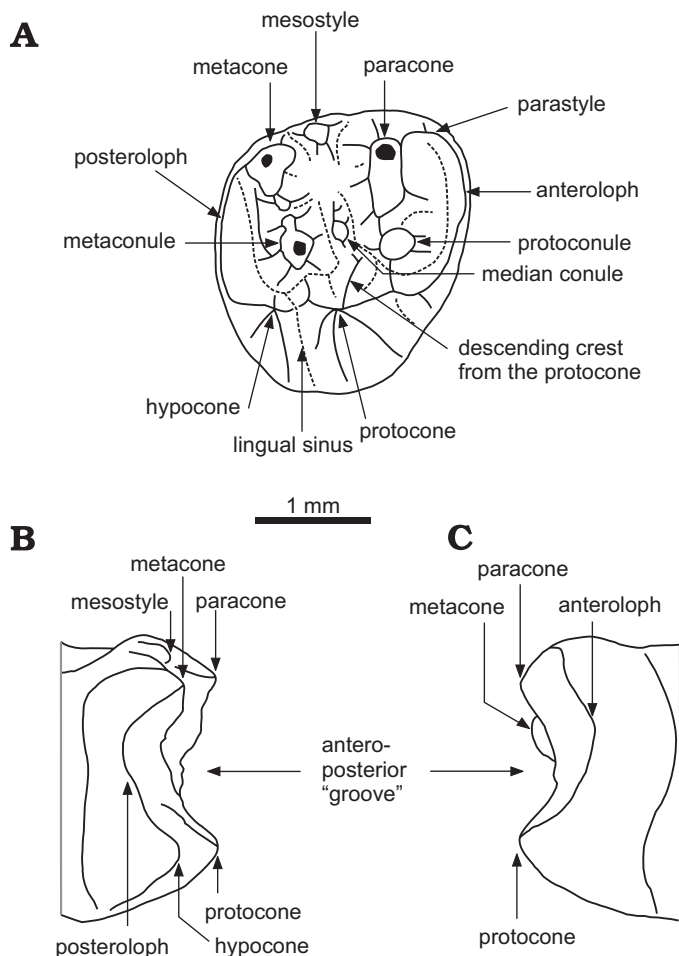 A
mesostyle
metacone
paracone
parastyle
posteroloph
anteroloph
metaconule
protoconule
median conule
descending crest
from the protocone
hypocone
protocone
lingual sinus
1 mm
B
metacone
mesostyle
paracone
antero-
posterior
“groove”
protocone
posteroloph
hypocone
C
paracone
metacone
anteroloph
protocone